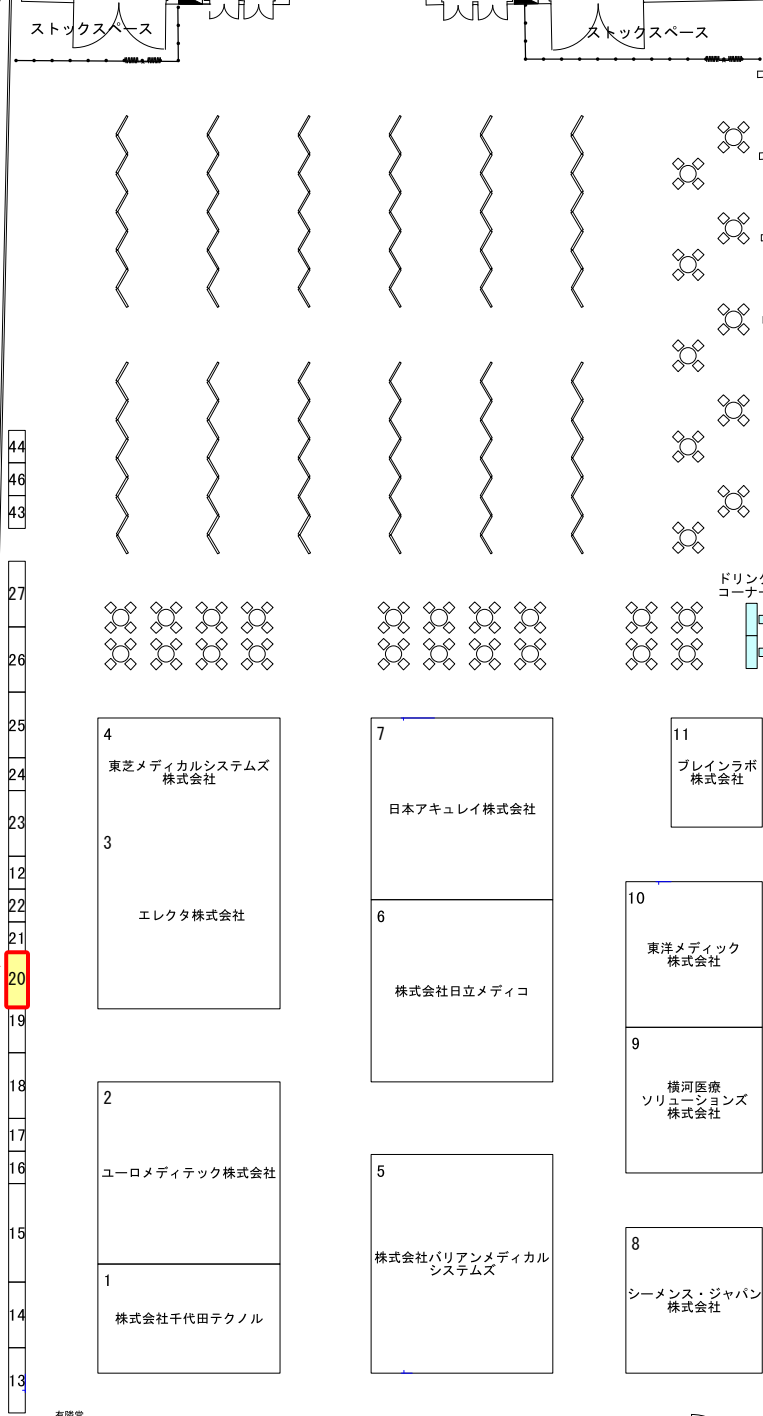 ストックスペース
ストックスペース
44
46
43
27
26
25
24
23
12
22
21
20
19
18
17
16
15
14
13
ドリンク
コーナー
4
東芝メディカルシステムズ
株式会社
3
エレクタ株式会社
2
ユーロメディテック株式会社
1
株式会社千代田テクノル
7
日本アキュレイ株式会社
6
株式会社日立メディコ
5
株式会社バリアンメディカル
システムズ
11
ブレインラボ
株式会社
10
東洋メディック
株式会社
9
横河医療
ソリューションズ
株式会社
8
シーメンス・ジャパン
株式会社